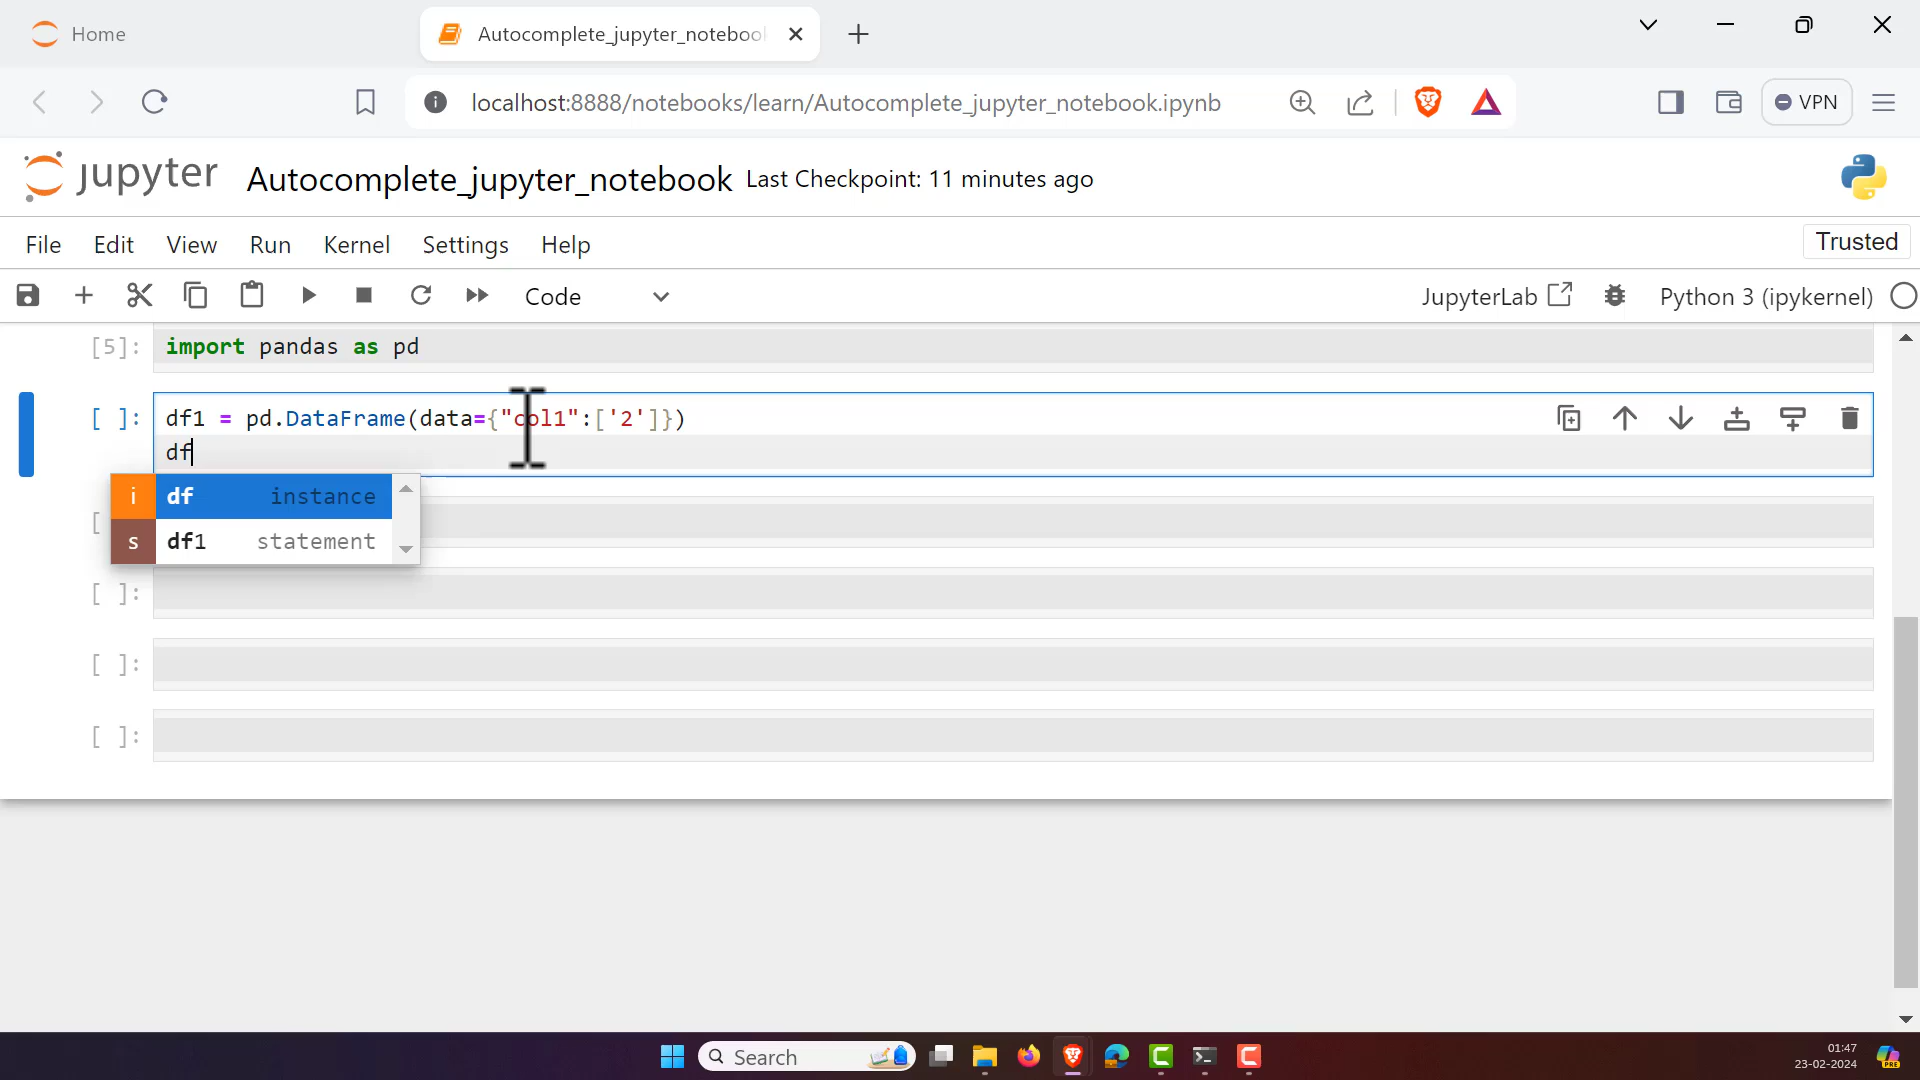 Home
Autocomplete_jupyter_noteboo
localhost:8888/notebooks/learn/Autocomplete_jupyter_notebook.ipynb
VPN
jupyter
Autocomplete_jupyter_notebook
Last Checkpoint: 11 minutes ago
File Edit View Run Kernel Settings Help
Trusted
Code
JupyterLab
Python 3 (ipykernel)
[5]: import pandas as pd
[ ]: df1 = pd.DataFrame(data={"col1":['2']})
df
i df instance
s df1 statement
[
[ ]:
[ ]:
[ ]:
Search
01:47
23-02-2024
PRE